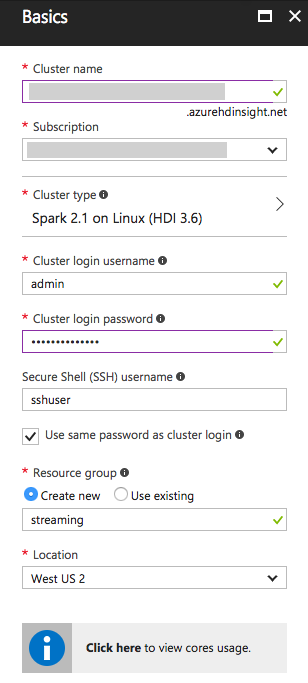 Basics
* Cluster name
.azurehdinsight.net
* Subscription
* Cluster type
Spark 2.1 on Linux (HDI 3.6)
* Cluster login username
admin
* Cluster login password
••••••••••••••
Secure Shell (SSH) username
sshuser
Use same password as cluster login
* Resource group
Create new Use existing
streaming
* Location
West US 2
Click here to view cores usage.